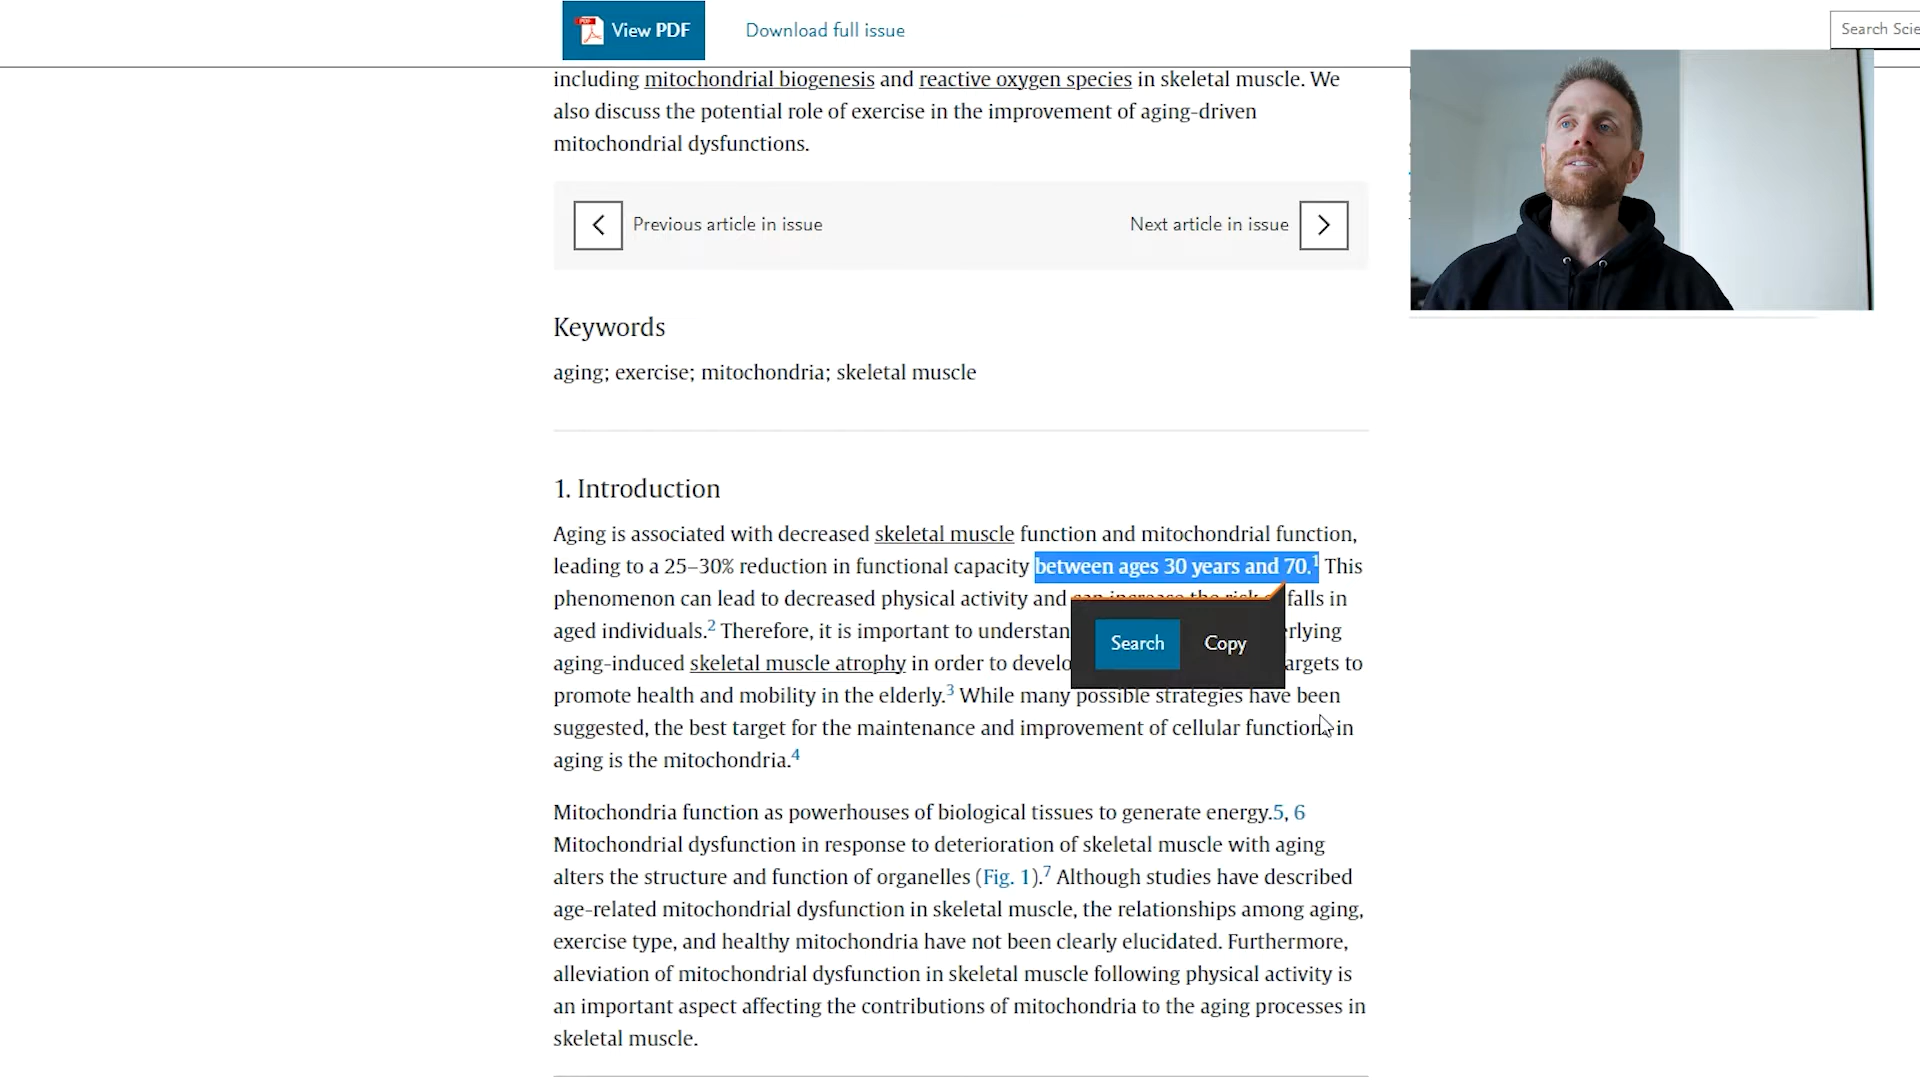 View PDF
Download full issue
Search Scie
including mitochondrial biogenesis and reactive oxygen species in skeletal muscle. We
also discuss the potential role of exercise in the improvement of aging-driven
mitochondrial dysfunctions.
Previous article in issue
Next article in issue
Keywords
aging; exercise; mitochondria; skeletal muscle
1. Introduction
Aging is associated with decreased skeletal muscle function and mitochondrial function,
leading to a 25–30% reduction in functional capacity between ages 30 years and 70.1 This
phenomenon can lead to decreased physical activity and can increase the risk falls in
aged individuals.2 Therefore, it is important to understan rlying
aging-induced skeletal muscle atrophy in order to develo argets to
Search
Copy
promote health and mobility in the elderly.3 While many possible strategies have been
suggested, the best target for the maintenance and improvement of cellular function in
aging is the mitochondria.4
Mitochondria function as powerhouses of biological tissues to generate energy.5, 6
Mitochondrial dysfunction in response to deterioration of skeletal muscle with aging
alters the structure and function of organelles (Fig. 1).7 Although studies have described
age-related mitochondrial dysfunction in skeletal muscle, the relationships among aging,
exercise type, and healthy mitochondria have not been clearly elucidated. Furthermore,
alleviation of mitochondrial dysfunction in skeletal muscle following physical activity is
an important aspect affecting the contributions of mitochondria to the aging processes in
skeletal muscle.